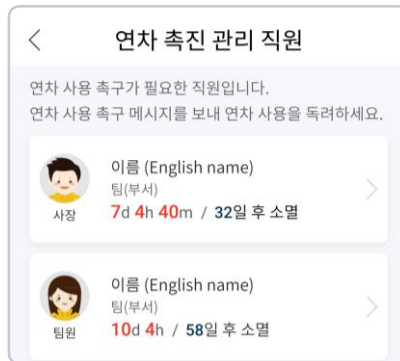 연차 촉진 관리 직원
연차 사용 촉구가 필요한 직원입니다.
연차 사용 촉구 메시지를 보내 연차 사용을 독려하세요.
이름 (English name)
팀(부서)
사장
7d 4h 40m / 32일 후 소멸
이름 (English name)
팀(부서)
팀원
10d 4h / 58일 후 소멸